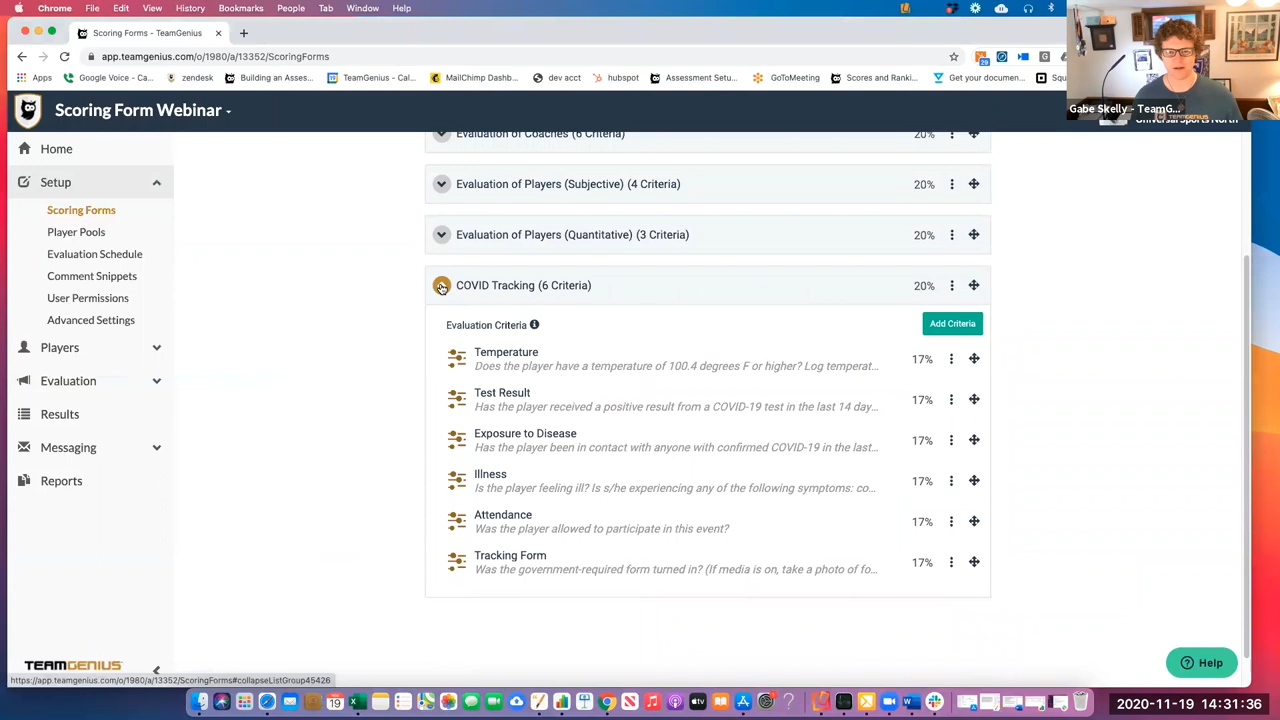 Chrome File Edit View History Bookmarks People Tab Window Help
Scoring Forms - TeamGenius
app.teamgenius.com/o/1980/a/13352/ScoringForms
Apps Google Voice - Ca... zendesk Building an Asses... TeamGenius - Cal... MailChimp Dashb... dev acct hubspot Assessment Setu... GoToMeeting Scores and Ranki... Get your documen...
Gabe Skelly - TeamG...
Scoring Form Webinar
Universal Sports North
Home
Setup
Scoring Forms
Player Pools
Evaluation Schedule
Comment Snippets
User Permissions
Advanced Settings
Players
Evaluation
Results
Messaging
Reports
TEAMGENIUS
Evaluation of Coaches (6 Criteria) 20%
Evaluation of Players (Subjective) (4 Criteria) 20%
Evaluation of Players (Quantitative) (3 Criteria) 20%
COVID Tracking (6 Criteria) 20%
Evaluation Criteria Add Criteria
Temperature
Does the player have a temperature of 100.4 degrees F or higher? Log temperat... 17%
Test Result
Has the player received a positive result from a COVID-19 test in the last 14 day... 17%
Exposure to Disease
Has the player been in contact with anyone with confirmed COVID-19 in the last... 17%
Illness
Is the player feeling ill? Is s/he experiencing any of the following symptoms: co... 17%
Attendance
Was the player allowed to participate in this event? 17%
Tracking Form
Was the government-required form turned in? (If media is on, take a photo of fo... 17%
Help
https://app.teamgenius.com/o/1980/a/13352/ScoringForms#collapseListGroup45426
2020-11-19 14:31:36